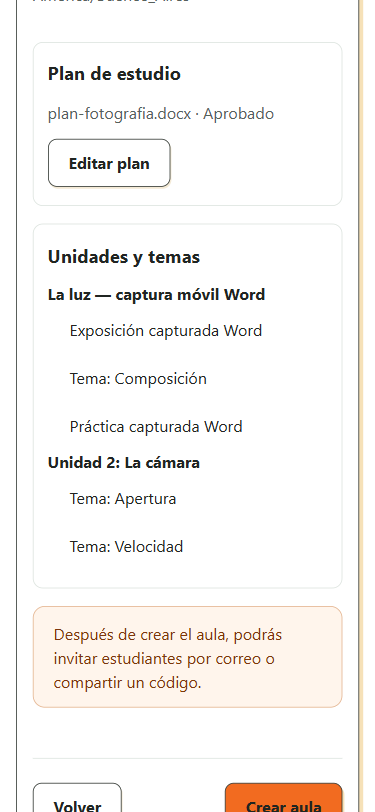 America/Buenos_Aires
Plan de estudio
plan-fotografia.docx · Aprobado
Editar plan
Unidades y temas
La luz — captura móvil Word
Exposición capturada Word
Tema: Composición
Práctica capturada Word
Unidad 2: La cámara
Tema: Apertura
Tema: Velocidad
Después de crear el aula, podrás
invitar estudiantes por correo o
compartir un código.
Volver
Crear aula